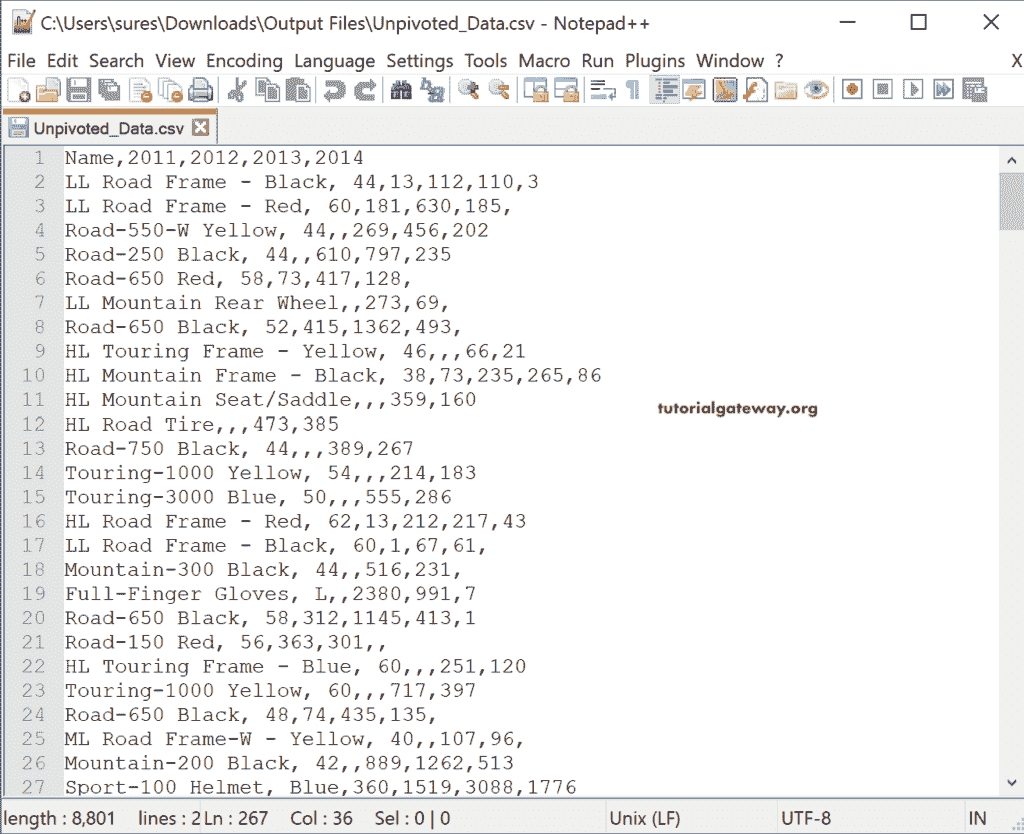 C:\Users\sures\Downloads\Output Files\Unpivoted_Data.csv - Notepad++
File Edit Search View Encoding Language Settings Tools Macro Run Plugins Window ? X
Unpivoted_Data.csv
1 Name,2011,2012,2013,2014
2 LL Road Frame - Black, 44,13,112,110,3
3 LL Road Frame - Red, 60,181,630,185,
4 Road-550-W Yellow, 44,,269,456,202
5 Road-250 Black, 44,,610,797,235
6 Road-650 Red, 58,73,417,128,
7 LL Mountain Rear Wheel,,273,69,
8 Road-650 Black, 52,415,1362,493,
9 HL Touring Frame - Yellow, 46,,,66,21
10 HL Mountain Frame - Black, 38,73,235,265,86
11 HL Mountain Seat/Saddle,,,359,160
tutorialgateway.org
12 HL Road Tire,,,473,385
13 Road-750 Black, 44,,,389,267
14 Touring-1000 Yellow, 54,,,214,183
15 Touring-3000 Blue, 50,,,555,286
16 HL Road Frame - Red, 62,13,212,217,43
17 LL Road Frame - Black, 60,1,67,61,
18 Mountain-300 Black, 44,,516,231,
19 Full-Finger Gloves, L,,2380,991,7
20 Road-650 Black, 58,312,1145,413,1
21 Road-150 Red, 56,363,301,,
22 HL Touring Frame - Blue, 60,,,251,120
23 Touring-1000 Yellow, 60,,,717,397
24 Road-650 Black, 48,74,435,135,
25 ML Road Frame-W - Yellow, 40,,107,96,
26 Mountain-200 Black, 42,,889,1262,513
27 Sport-100 Helmet, Blue,360,1519,3088,1776
length : 8,801 lines : 2 Ln : 267 Col : 36 Sel : 0 | 0 Unix (LF) UTF-8 IN